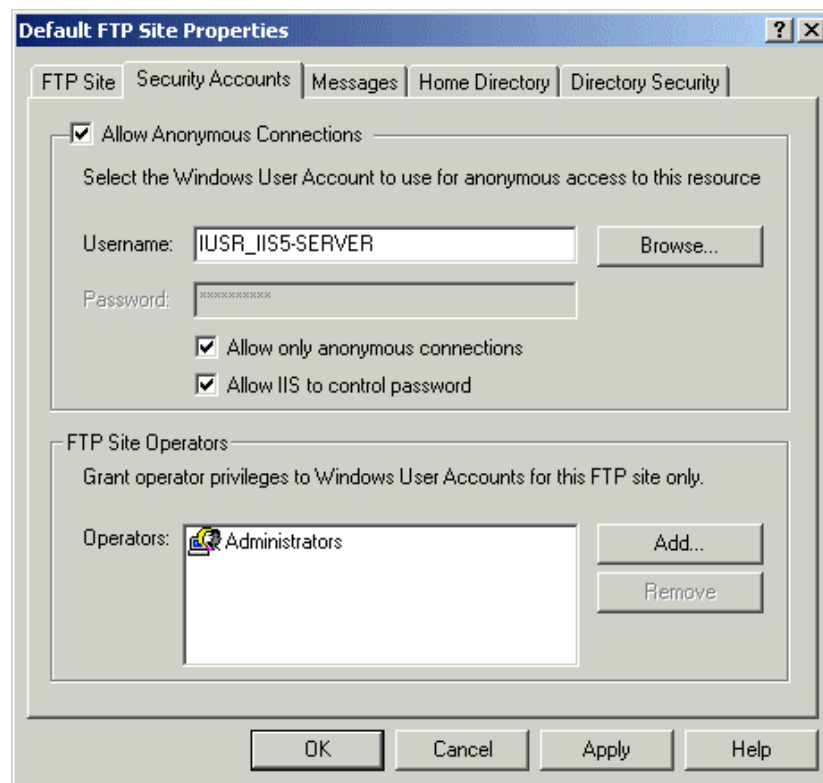 Default FTP Site Properties
FTP Site Security Accounts Messages Home Directory Directory Security
Allow Anonymous Connections
Select the Windows User Account to use for anonymous access to this resource
Username: IUSR_IIS5-SERVER Browse...
Password: **********
Allow only anonymous connections
Allow IIS to control password
FTP Site Operators
Grant operator privileges to Windows User Accounts for this FTP site only.
Operators: Administrators Add...
Remove
OK Cancel Apply Help